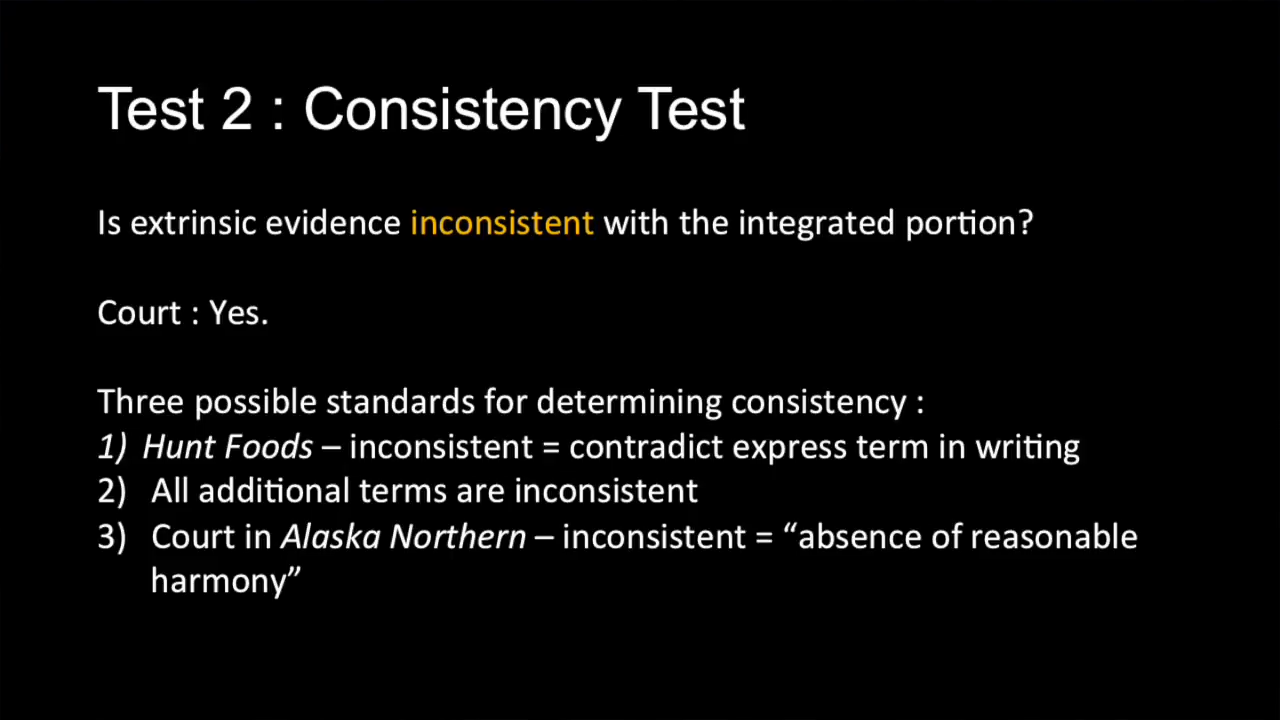 Test 2 : Consistency Test
Is extrinsic evidence inconsistent with the integrated portion?
Court : Yes.
Three possible standards for determining consistency :
1) Hunt Foods – inconsistent = contradict express term in writing
2) All additional terms are inconsistent
3) Court in Alaska Northern – inconsistent = “absence of reasonable
harmony”